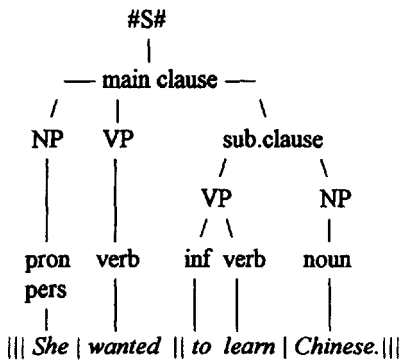 #S#
main clause
NP VP sub.clause
VP NP
pron verb inf verb noun
pers
||| She | wanted || to learn | Chinese.|||